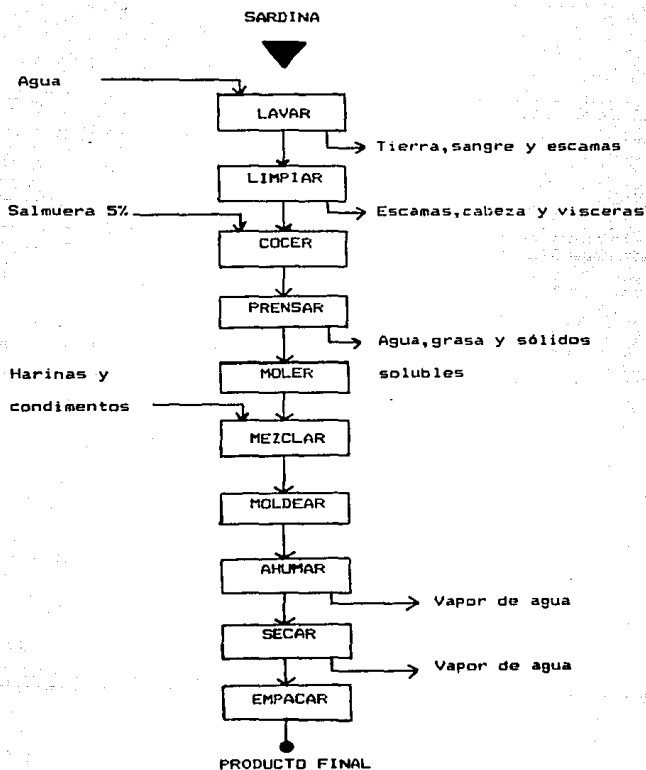 SARDINA
Agua
LAVAR
Tierra,sangre y escamas
LIMPIAR
Salmuera 5%
Escamas,cabeza y visceras
COCER
PRENSAR
Agua,grasa y sólidos
solubles
Harinas y
condimentos
MOLER
MEZCLAR
MOLDEAR
AHUMAR
Vapor de agua
SECAR
Vapor de agua
EMPACAR
PRODUCTO FINAL